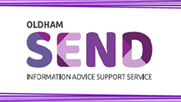 OLDHAM
SEND
INFORMATION ADVICE SUPPORT SERVICE